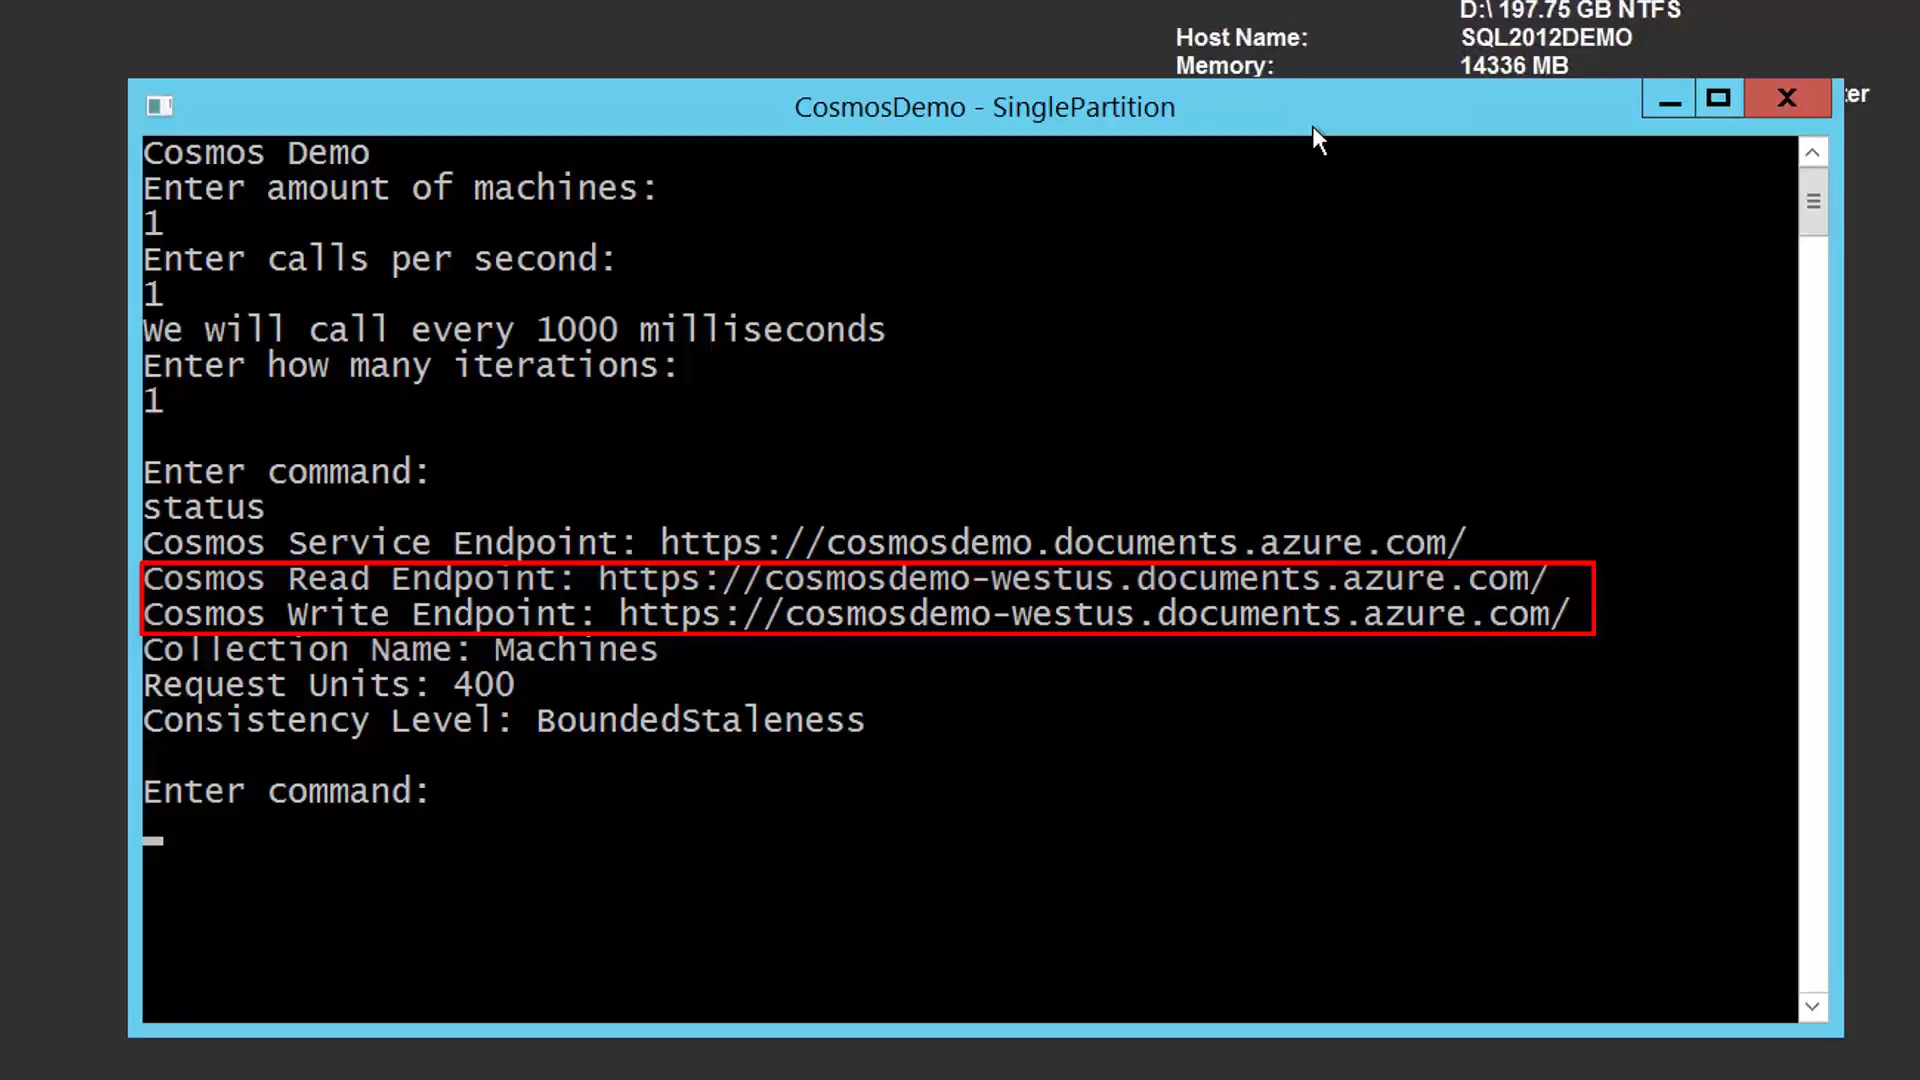 D:\ 197.75 GB NTFS
Host Name: SQL2012DEMO
Memory: 14336 MB
CosmosDemo - SinglePartition
Cosmos Demo
Enter amount of machines:
1
Enter calls per second:
1
We will call every 1000 milliseconds
Enter how many iterations:
1
Enter command:
status
Cosmos Service Endpoint: https://cosmosdemo.documents.azure.com/
Cosmos Read Endpoint: https://cosmosdemo-westus.documents.azure.com/
Cosmos Write Endpoint: https://cosmosdemo-westus.documents.azure.com/
Collection Name: Machines
Request Units: 400
Consistency Level: BoundedStaleness
Enter command: